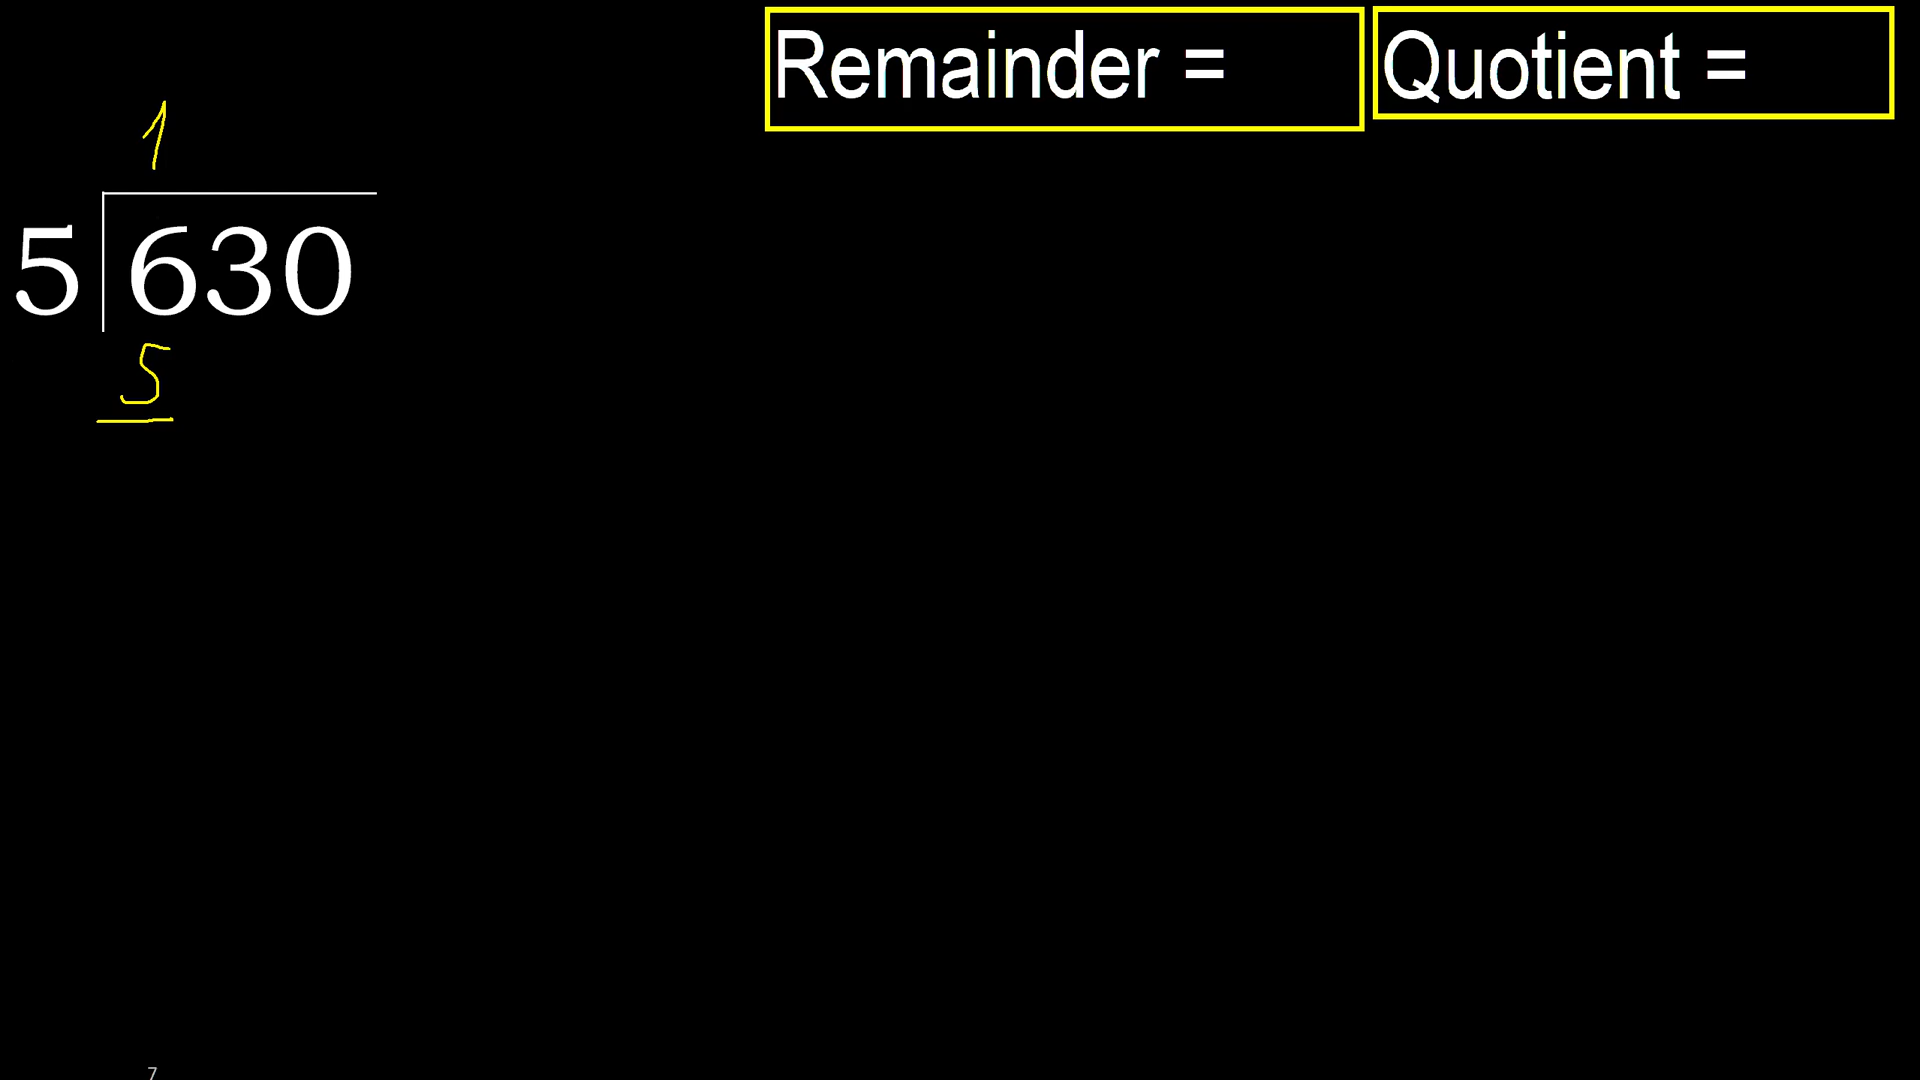 Remainder =
Quotient =
1
5 630
5
7